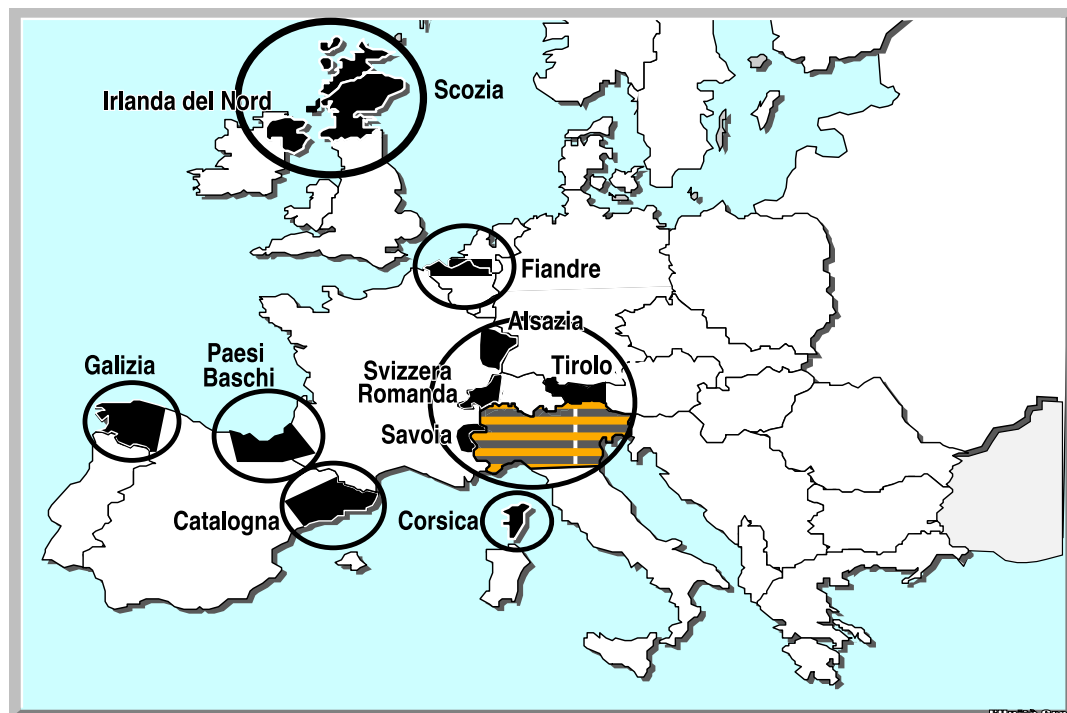 Irlanda del Nord
Scozia
Fiandre
Alsazia
Galizia
Paesi
Baschi
Svizzera
Romanda
Tirolo
Savoia
Catalogna
Corsica